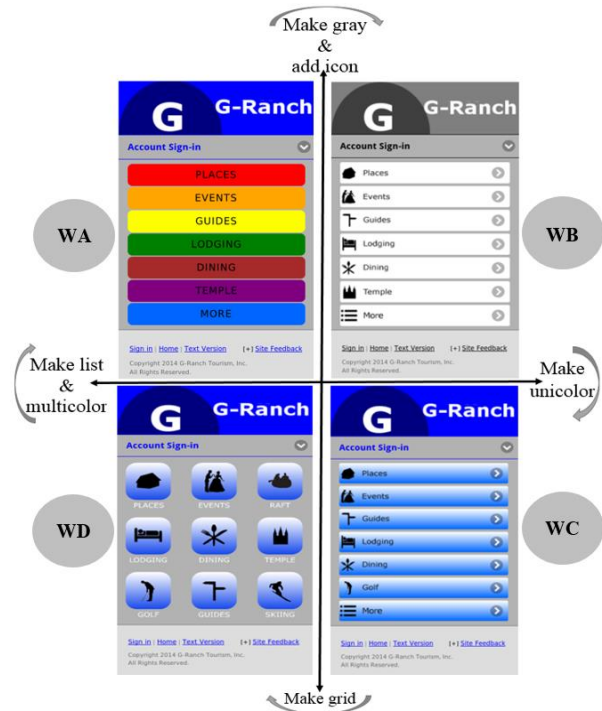 Make gray
&
add icon
G
G-Ranch
Account Sign-in
PLACES
EVENTS
GUIDES
LODGING
DINING
TEMPLE
MORE
Sign in | Home | Text Version [+] Site Feedback
Copyright 2014 G-Ranch Tourism, Inc.
All Rights Reserved.
WA
G
G-Ranch
Account Sign-in
Places
Events
Guides
Lodging
Dining
Temple
More
Sign in | Home | Text Version [+] Site Feedback
Copyright 2014 G-Ranch Tourism, Inc.
All Rights Reserved.
WB
Make list
&
multicolor
Make
unicolor
G
G-Ranch
Account Sign-in
PLACES EVENTS RAFT
LODGING DINING TEMPLE
GOLF GUIDES SKIING
Sign in | Home | Text Version [+] Site Feedback
Copyright 2014 G-Ranch Tourism, Inc.
All Rights Reserved.
WD
G
G-Ranch
Account Sign-in
Places
Events
Guides
Lodging
Dining
Golf
More
Sign in | Home | Text Version [+] Site Feedback
Copyright 2014 G-Ranch Tourism, Inc.
All Rights Reserved.
WC
Make grid